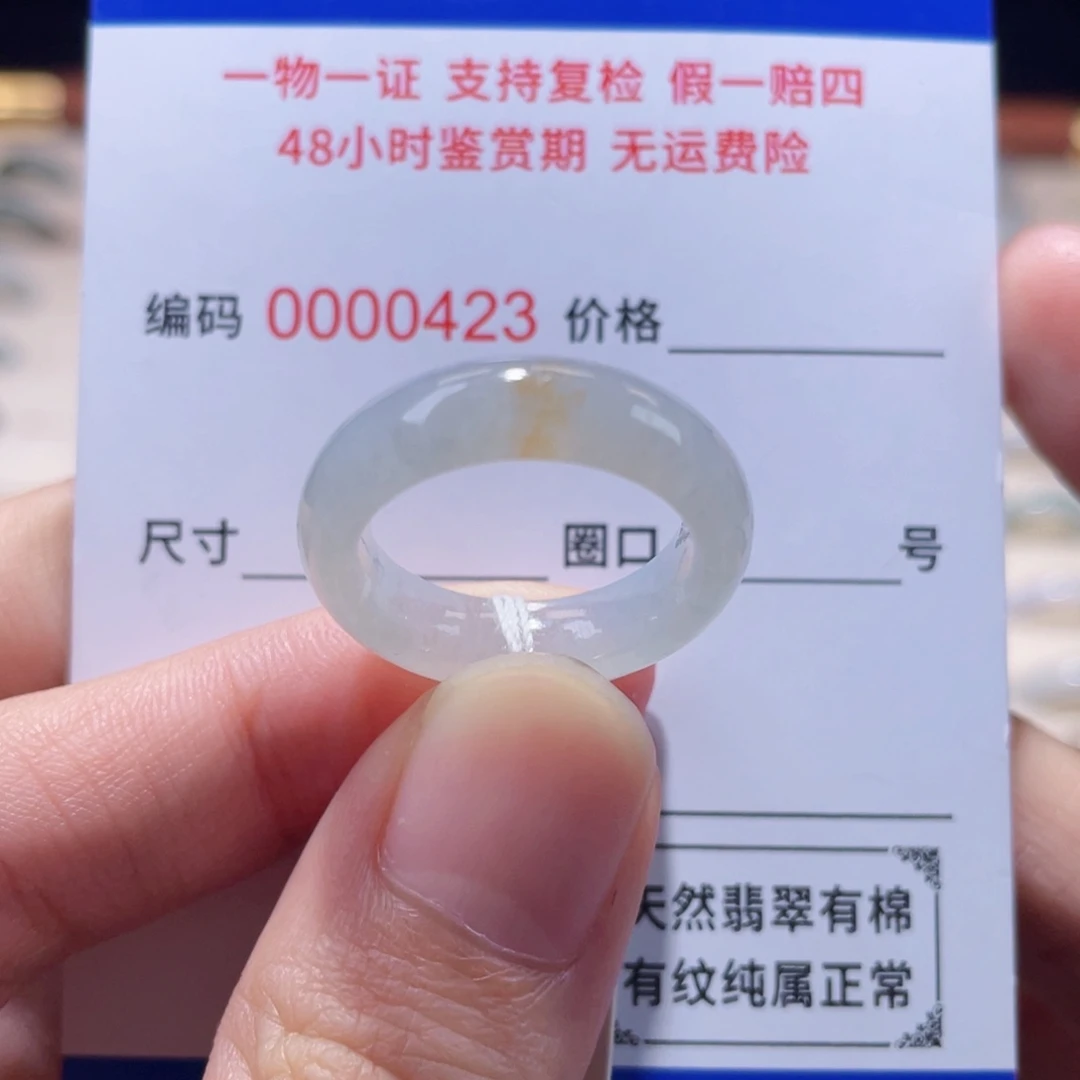 一物一证 支持复检 假一赔四
48小时鉴赏期 无运费险
编码 0000423 价格
尺寸 圈口 号
天然翡翠有棉
有纹纯属正常